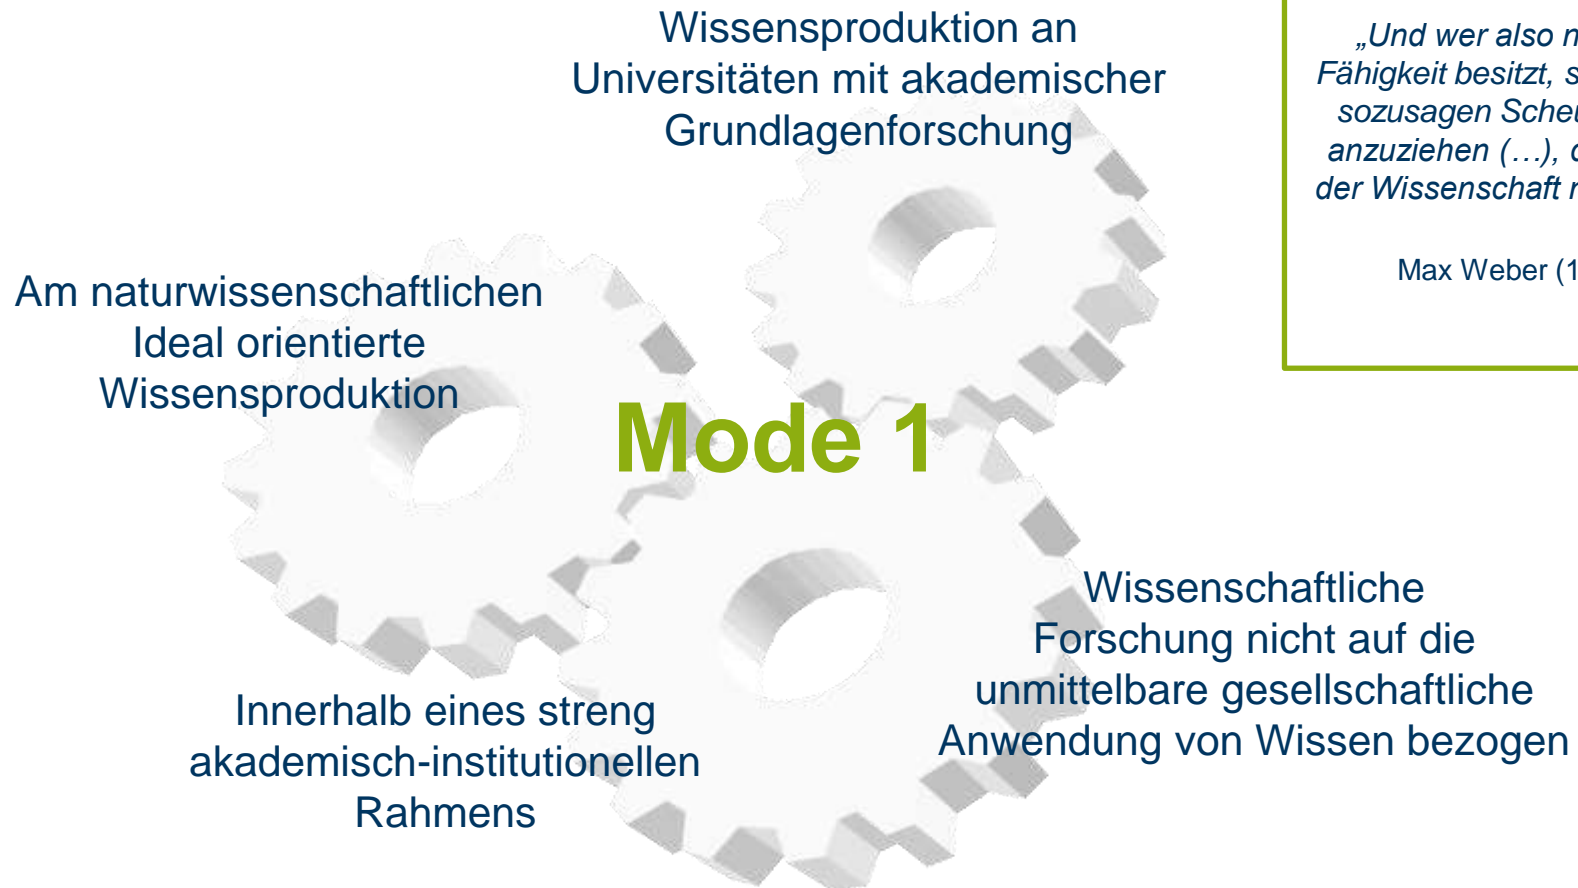 Wissensproduktion an
Universitäten mit akademischer
Grundlagenforschung
„Und wer also
Fähigkeit besitzt,
sozusagen
anzuziehen (…),
der Wissenschaft
Max Weber
Am naturwissenschaftlichen
Ideal orientierte
Wissensproduktion
Mode 1
Wissenschaftliche
Forschung nicht auf die
unmittelbare gesellschaftliche
Anwendung von Wissen bezogen
Innerhalb eines streng
akademisch-institutionellen
Rahmens